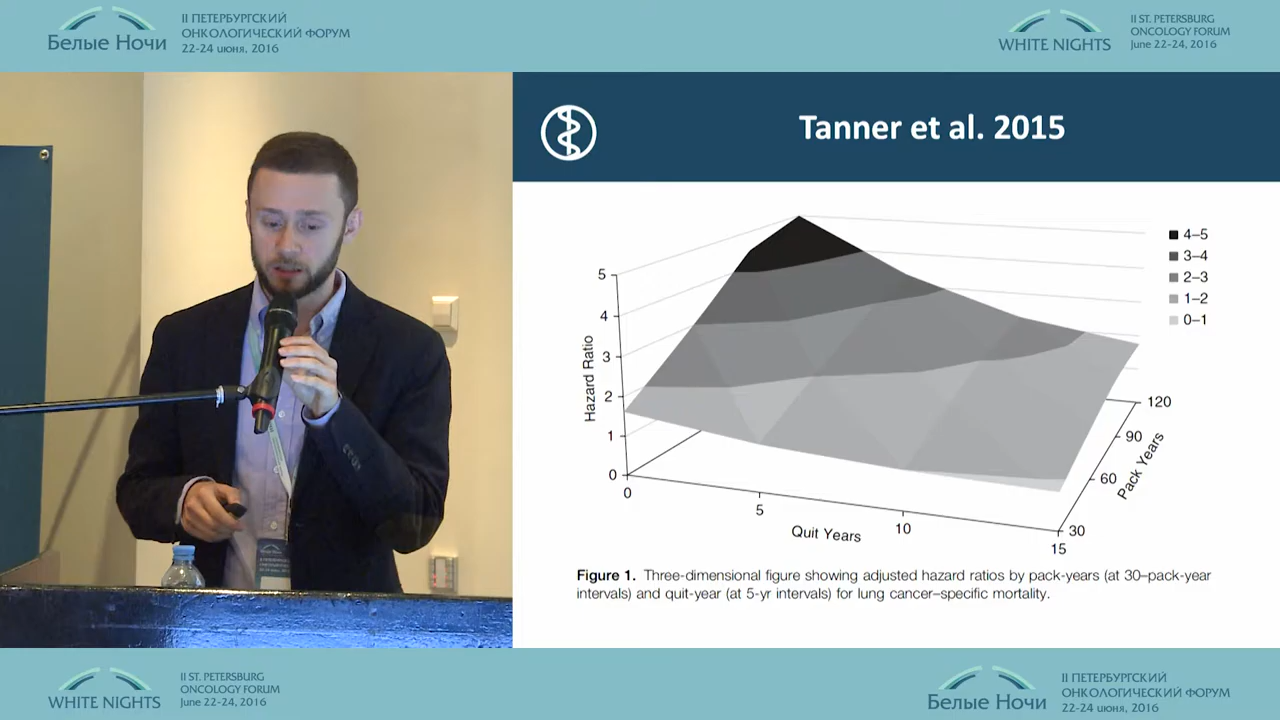 Белые Ночи
II ПЕТЕРБУРГСКИЙ
ОНКОЛОГИЧЕСКИЙ ФОРУМ
22-24 июня, 2016
WHITE NIGHTS
II ST. PETERSBURG
ONCOLOGY FORUM
June 22-24, 2016
Tanner et al. 2015
4–5
3–4
2–3
1–2
0–1
Hazard Ratio
5
4
3
2
1
0
0
5
10
15
Quit Years
120
90
60
30
Pack Years
Figure 1. Three-dimensional figure showing adjusted hazard ratios by pack-years (at 30–pack-year
intervals) and quit-year (at 5-yr intervals) for lung cancer–specific mortality.
WHITE NIGHTS
II ST. PETERSBURG
ONCOLOGY FORUM
June 22-24, 2016
Белые Ночи
II ПЕТЕРБУРГСКИЙ
ОНКОЛОГИЧЕСКИЙ ФОРУМ
22-24 июня, 2016